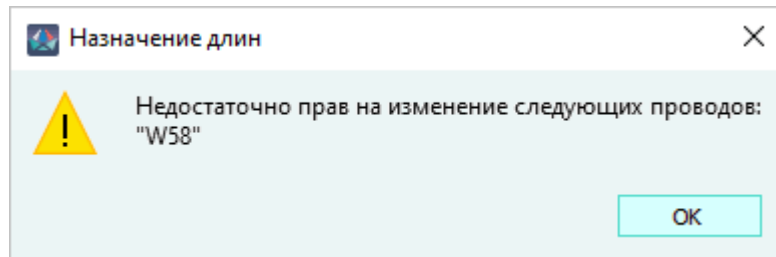 Назначение длин
Недостаточно прав на изменение следующих проводов:
"W58"
OK